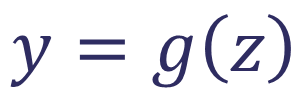 y = g(z)